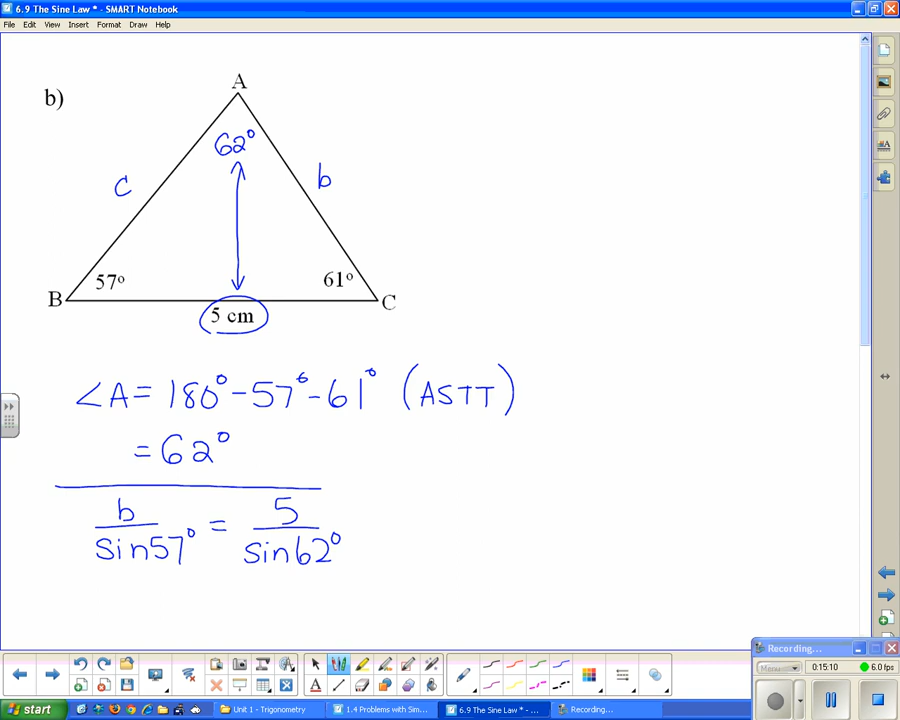 6.9 The Sine Law * - SMART Notebook
File Edit View Insert Format Draw Help
b)
A
62°
c
b
57°
61°
B
C
5 cm
∠A = 180° - 57° - 61° (ASTT)
= 62°
b/sin57° = 5/sin62°
Recording...
Menu
0:15:10
6.0 fps
start
Unit 1 - Trigonometry
1.4 Problems with Sim...
6.9 The Sine Law * - ...
Recording...